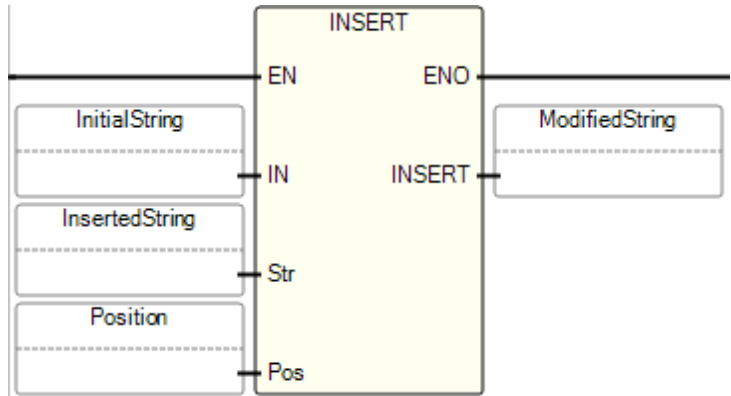 INSERT
EN ENO
InitialString ModifiedString
IN INSERT
InsertedString
Str
Position
Pos